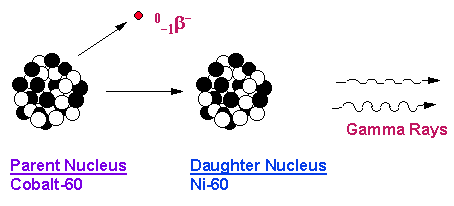 ⁰₋₁β⁻
Gamma Rays
Parent Nucleus
Cobalt-60
Daughter Nucleus
Ni-60